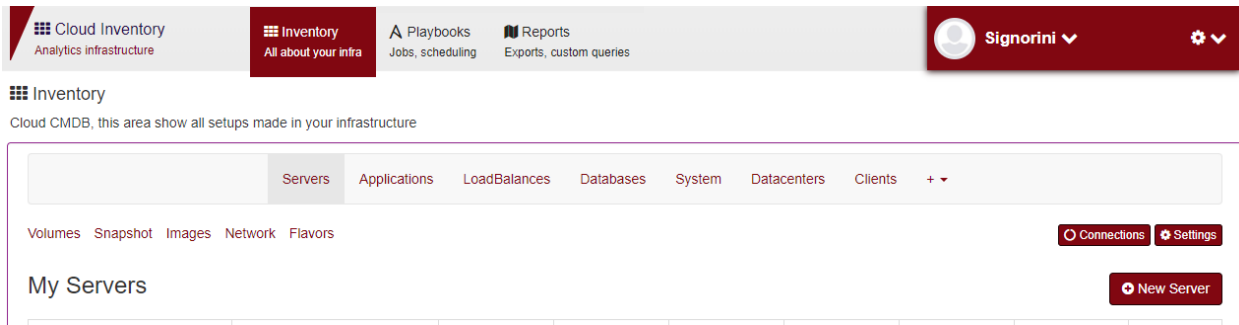 Cloud Inventory
Analytics infrastructure
Inventory
All about your infra
Playbooks
Jobs, scheduling
Reports
Exports, custom queries
Signorini
Inventory
Cloud CMDB, this area show all setups made in your infrastructure
Servers Applications LoadBalances Databases System Datacenters Clients +
Volumes Snapshot Images Network Flavors Connections Settings
My Servers New Server